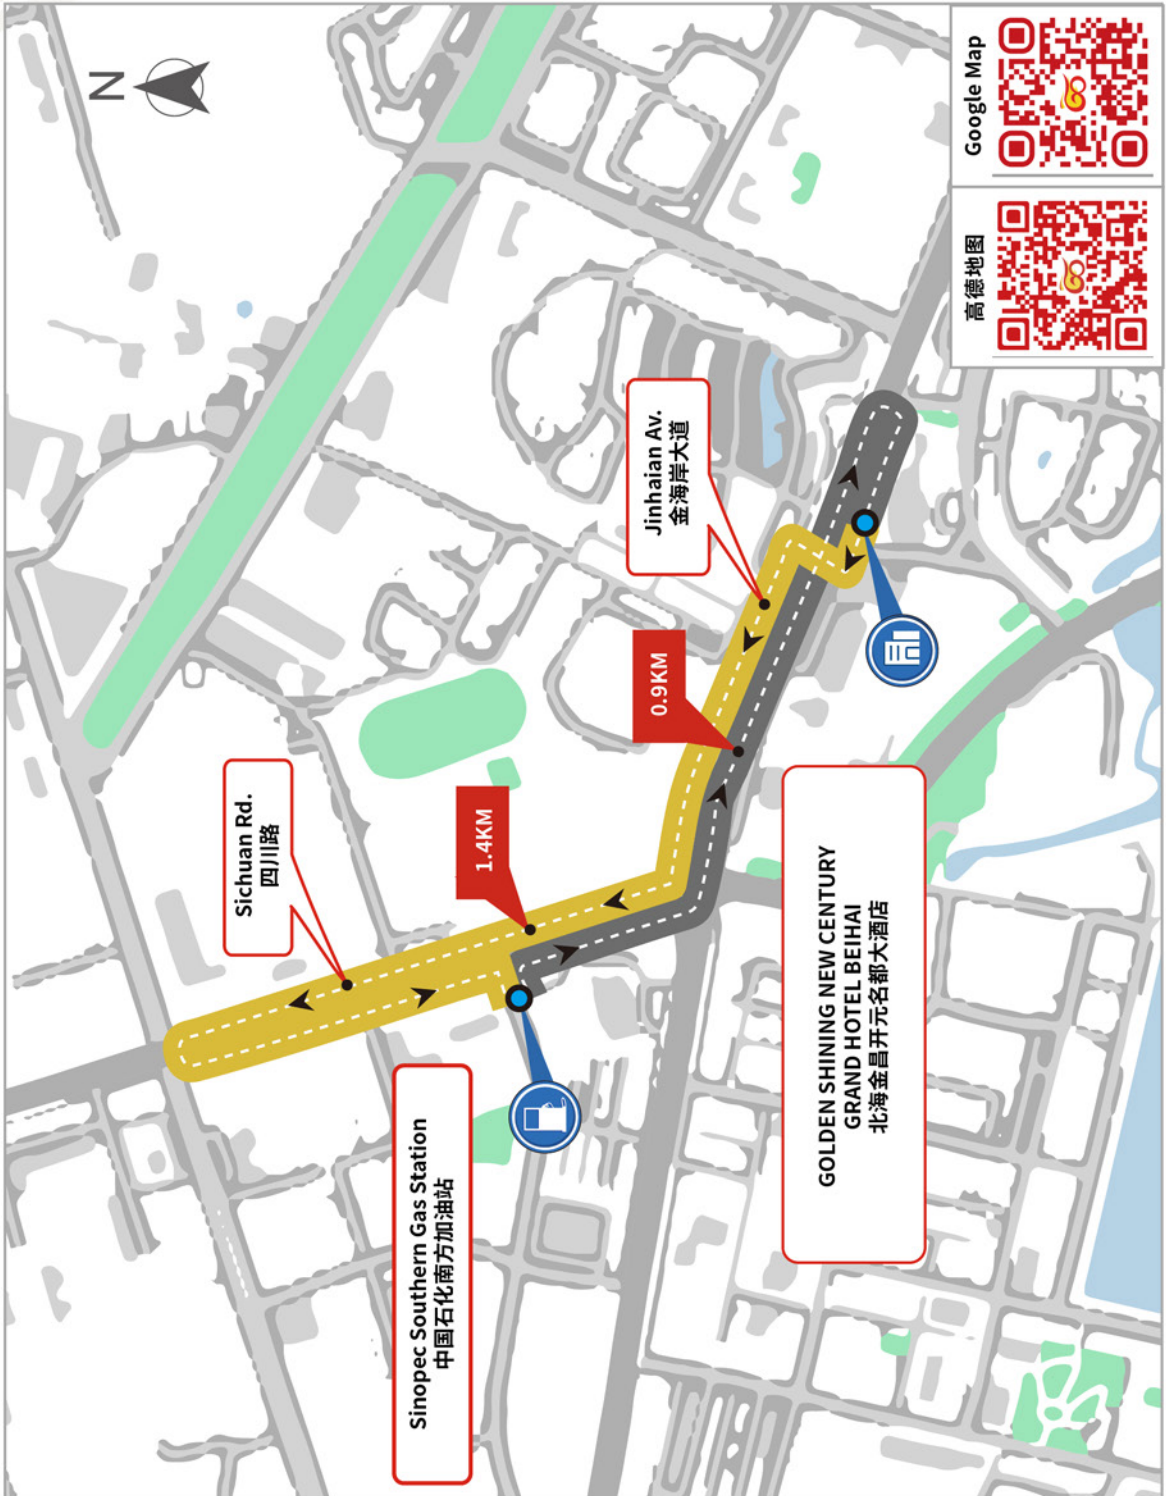 N
Google Map
高德地图
Jinhaian Av.
金海岸大道
0.9KM
Sichuan Rd.
四川路
1.4KM
GOLDEN SHINING NEW CENTURY
GRAND HOTEL BEIHAI
北海金昌开元名都大酒店
Sinopec Southern Gas Station
中国石化南方加油站